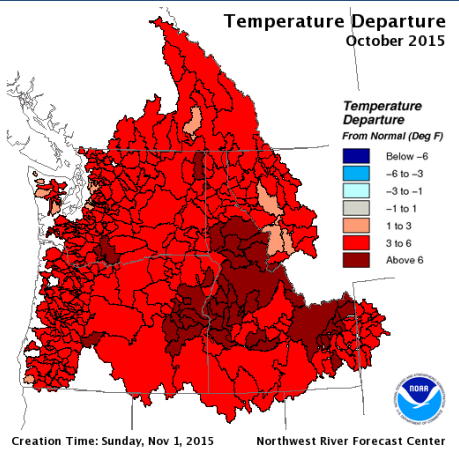 Temperature Departure
October 2015
Temperature
Departure
From Normal (Deg F)
Below -6
-6 to -3
-3 to -1
-1 to 1
1 to 3
3 to 6
Above 6
NOAA
Creation Time: Sunday, Nov 1, 2015
Northwest River Forecast Center